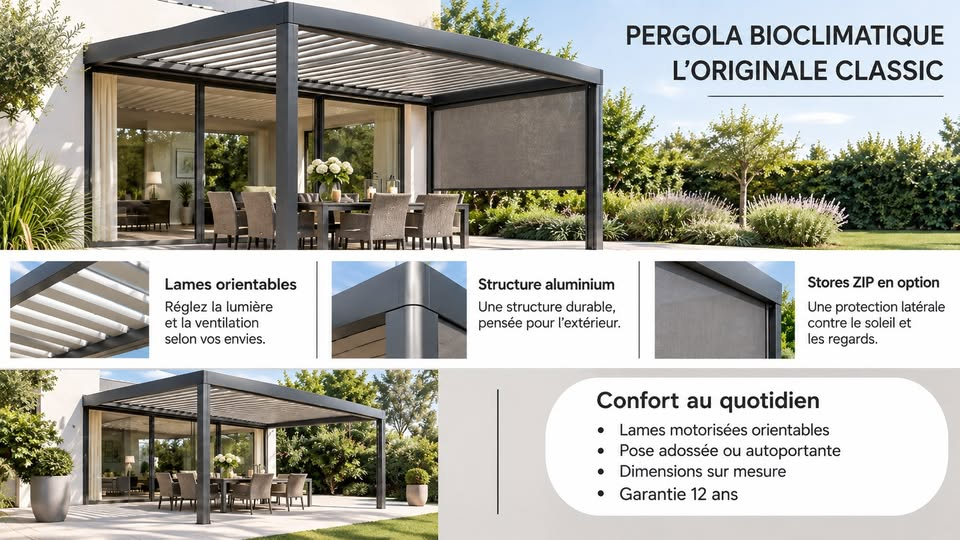 PERGOLA BIOCLIMATIQUE
L’ORIGINALE CLASSIC
Lames orientables
Réglez la lumière
et la ventilation
selon vos envies.
Structure aluminium
Une structure durable,
pensée pour l’extérieur.
Stores ZIP en option
Une protection latérale
contre le soleil et
les regards.
Confort au quotidien
• Lames motorisées orientables
• Pose adossée ou autoportante
• Dimensions sur mesure
• Garantie 12 ans